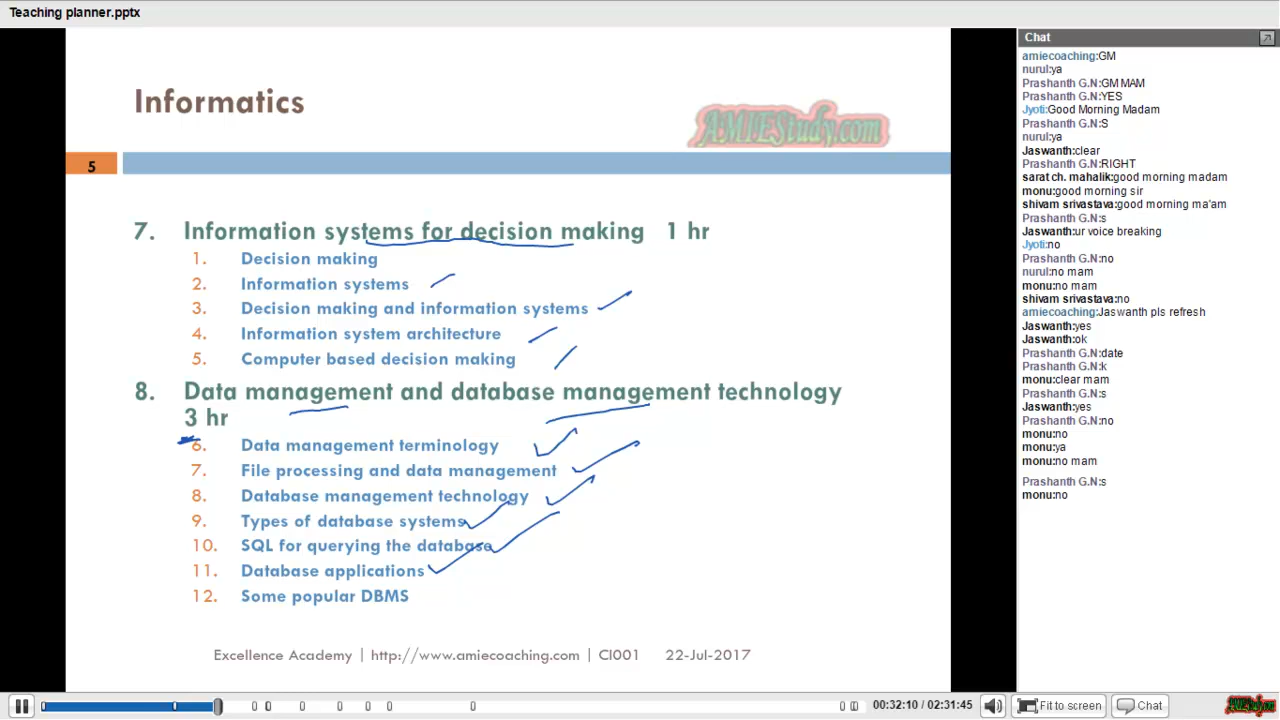 Teaching planner.pptx
Informatics
AMIEStudy.com
5
7. Information systems for decision making 1 hr
1. Decision making
2. Information systems
3. Decision making and information systems
4. Information system architecture
5. Computer based decision making
8. Data management and database management technology
3 hr
6. Data management terminology
7. File processing and data management
8. Database management technology
9. Types of database systems
10. SQL for querying the database
11. Database applications
12. Some popular DBMS
Excellence Academy | http://www.amiecoaching.com | CI001 22-Jul-2017
Chat
amiecoaching:GM
nurul:ya
Prashanth G.N:GM MAM
Prashanth G.N:YES
Jyoti:Good Morning Madam
Prashanth G.N:S
nurul:ya
Jaswanth:clear
Prashanth G.N:RIGHT
sarat ch. mahalik:good morning madam
monu:good morning sir
shivam srivastava:good morning ma'am
Prashanth G.N:s
Jaswanth:ur voice breaking
Jyoti:no
Prashanth G.N:no
nurul:no mam
monu:no mam
shivam srivastava:no
amiecoaching:Jaswanth pls refresh
Jaswanth:yes
Jaswanth:ok
Prashanth G.N:date
Prashanth G.N:k
monu:clear mam
Prashanth G.N:s
Jaswanth:yes
Prashanth G.N:no
monu:no
monu:ya
monu:no mam
Prashanth G.N:s
monu:no
00:32:10 / 02:31:45
Fit to screen
Chat
AMIEStudy.com